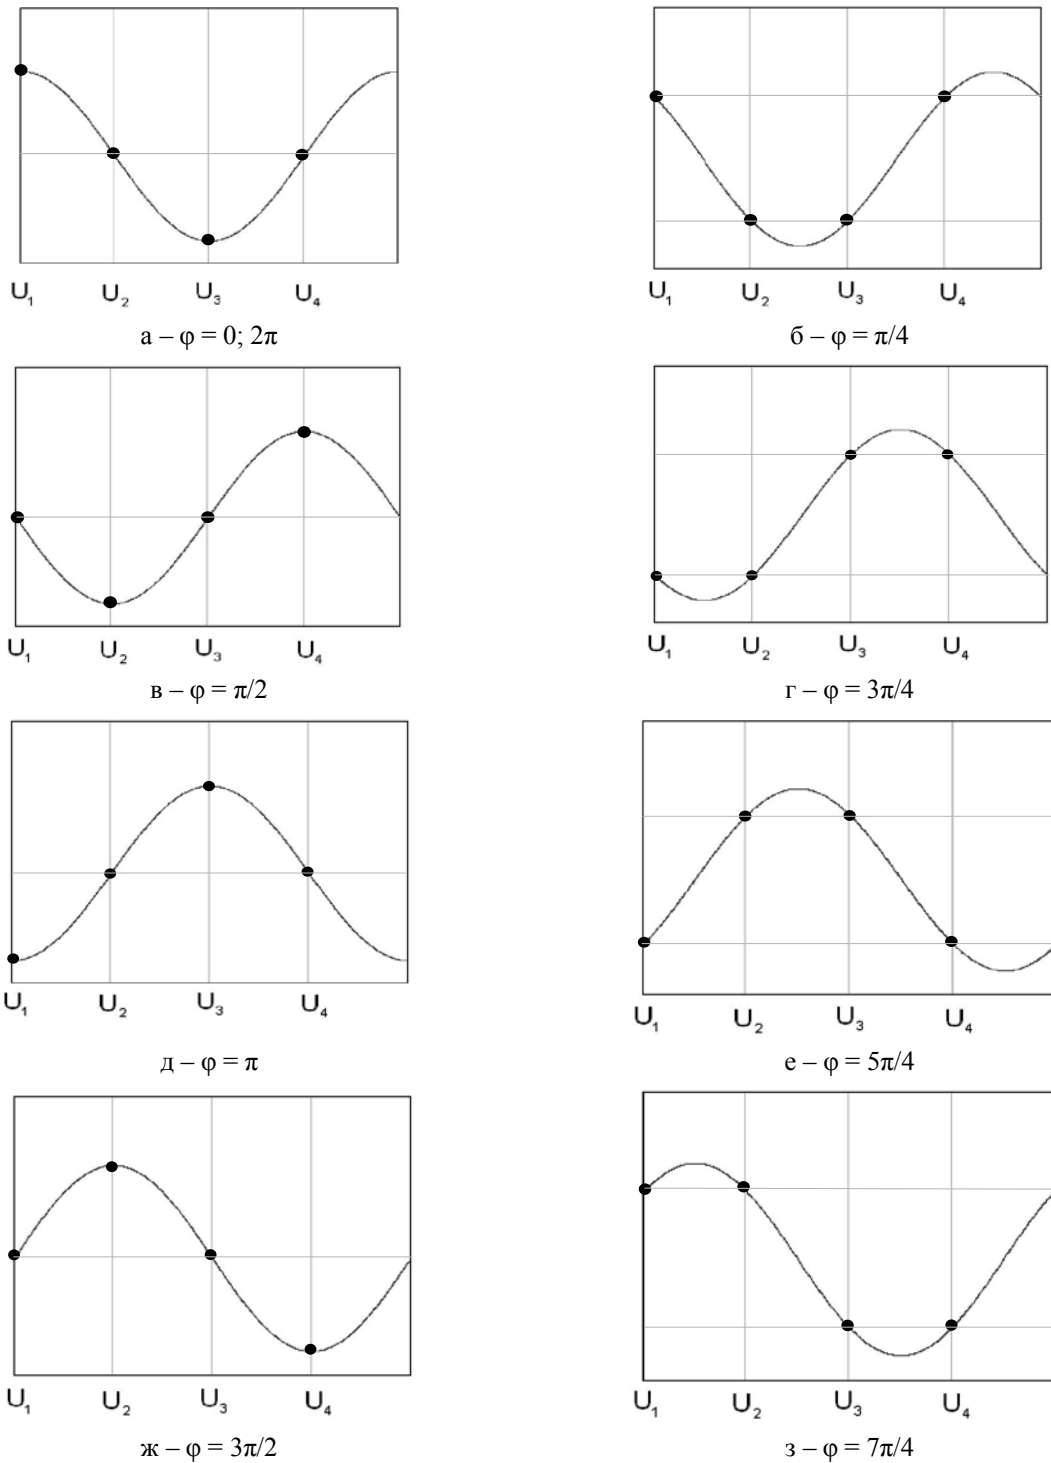 U₁ U₂ U₃ U₄
U₁ U₂ U₃ U₄
а – φ = 0; 2π
б – φ = π/4
U₁ U₂ U₃ U₄
U₁ U₂ U₃ U₄
в – φ = π/2
г – φ = 3π/4
U₁ U₂ U₃ U₄
U₁ U₂ U₃ U₄
д – φ = π
е – φ = 5π/4
U₁ U₂ U₃ U₄
U₁ U₂ U₃ U₄
ж – φ = 3π/2
з – φ = 7π/4